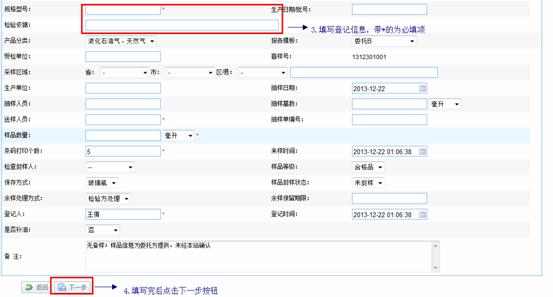 规格型号: * 生产日期/批号:
检验依据: 3.填写登记信息，带*的为必填项
产品分类: 液化石油气、天然气 报告模板: 委托B
受检单位: 盲样号: 1312301001
采样区域: 省: - 市: - 区/县: -
生产单位: 抽样日期: 2013-12-22
抽样人员: 抽样基数: 毫升
送样人员: * 抽样单编号:
样品数量: 毫升 *
条码打印个数: 5 * 来样时间: 2013-12-22 01:06:38
检查封样人: -- 样品等级: 合格品
保存方式: 玻璃瓶 样品封样状态: 未封样
余样处理方式: 检验方处理 余样保留期限:
登记人: 王倩 * 登记时间: 2013-12-22 01:06:38
是否补油: 否
备 注: 无备样；样品信息为委托方提供，未经本站确认
返回 下一步 4.填写完后点击下一步按钮